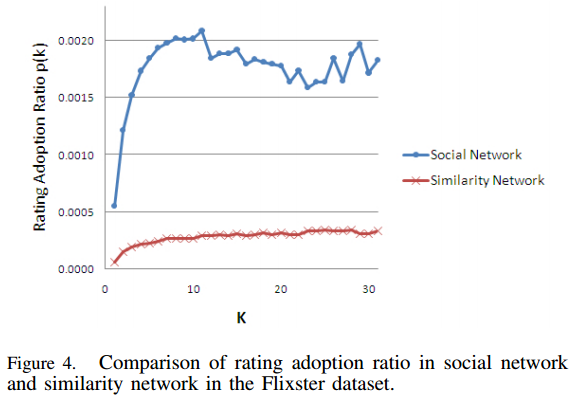 Rating Adoption Ratio p(k)
0.0020
0.0015
0.0010
0.0005
0.0000
0 10 20 30
K
Social Network
Similarity Network
Figure 4. Comparison of rating adoption ratio in social network
and similarity network in the Flixster dataset.